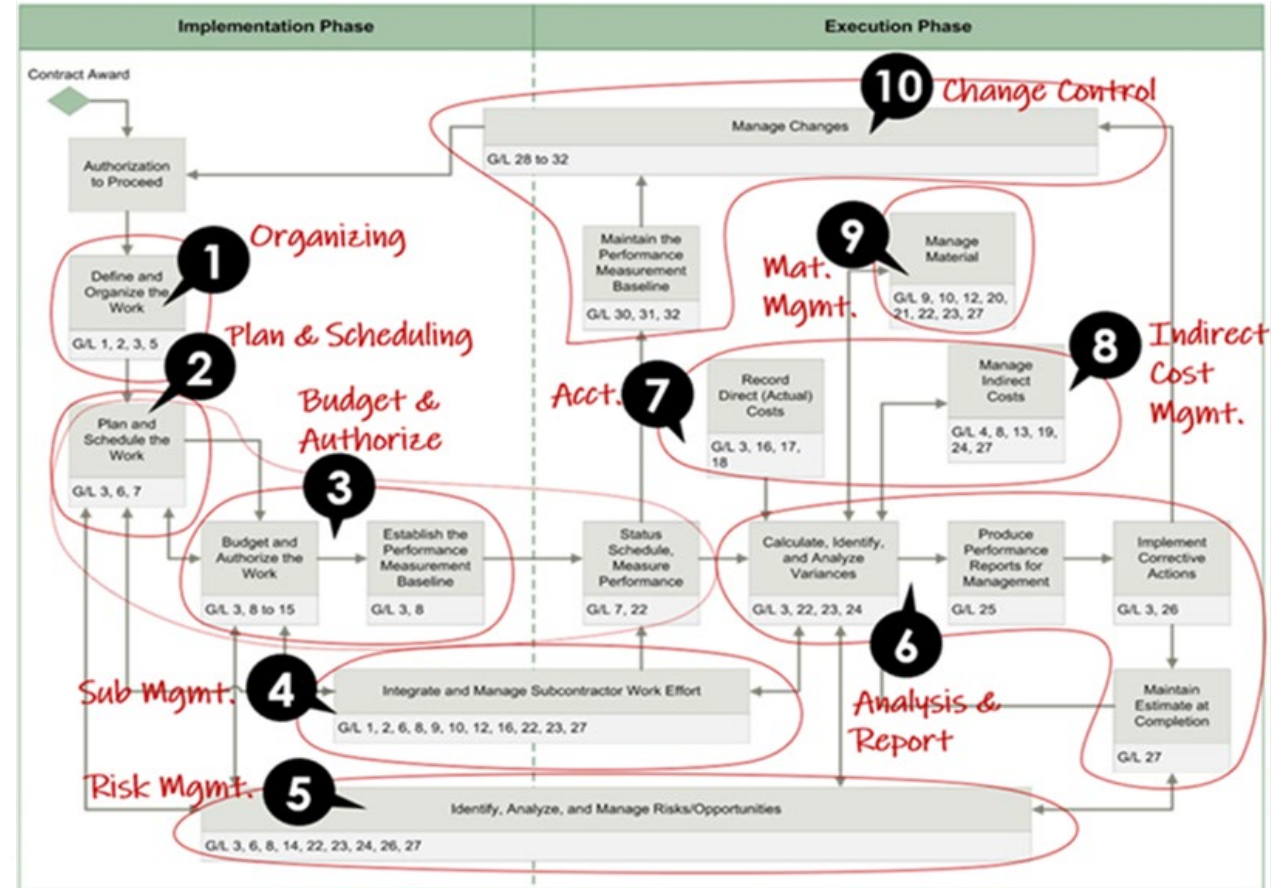 Implementation Phase
Execution Phase
Contract Award
10
Change Control
Manage Changes
G/L 28 to 32
Authorization
to Proceed
1
Organizing
Define and
Organize the
Work
G/L 1, 2, 3, 5
Maintain the
Performance
Measurement
Baseline
G/L 30, 31, 32
9
Mat.
Mgmt.
Manage
Material
G/L 9, 10, 12, 20,
21, 22, 23, 27
2
Plan & Scheduling
Plan and
Schedule the
Work
G/L 3, 6, 7
Budget &
Authorize
3
Acct.
7
Record
Direct (Actual)
Costs
G/L 3, 16, 17,
18
Manage
Indirect
Costs
G/L 4, 8, 13, 19,
24, 27
8
Indirect
Cost
Mgmt.
Budget and
Authorize the
Work
G/L 3, 8 to 15
Establish the
Performance
Measurement
Baseline
G/L 3, 8
Status
Schedule,
Measure
Performance
G/L 7, 22
Calculate, Identify,
and Analyze
Variances
G/L 3, 22, 23, 24
Produce
Performance
Reports for
Management
G/L 25
Implement
Corrective
Actions
G/L 3, 26
6
Analysis &
Report
Sub Mgmt.
4
Integrate and Manage Subcontractor Work Effort
G/L 1, 2, 6, 8, 9, 10, 12, 16, 22, 23, 27
Maintain
Estimate at
Completion
G/L 27
Risk Mgmt.
5
Identify, Analyze, and Manage Risks/Opportunities
G/L 3, 6, 8, 14, 22, 23, 24, 26, 27